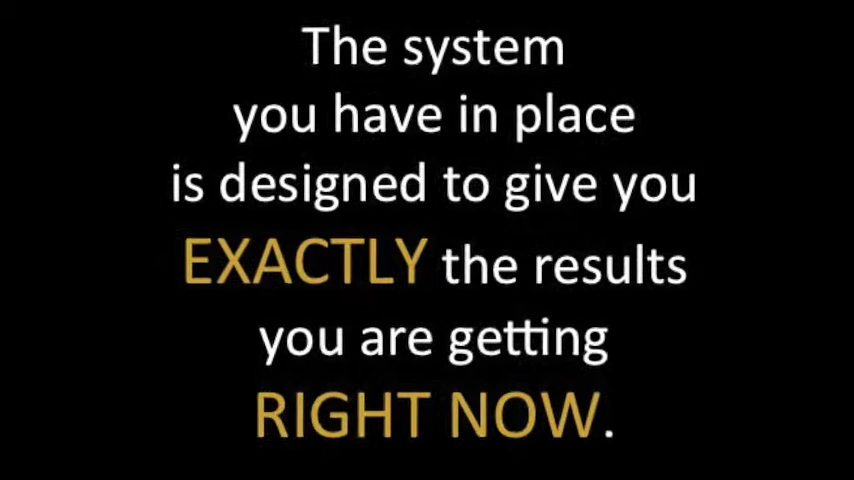 The system
you have in place
is designed to give you
EXACTLY the results
you are getting
RIGHT NOW.